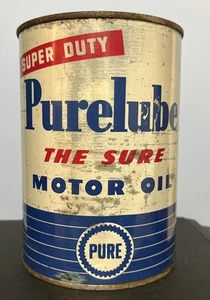 SUPER DUTY
Purelube
THE SURE
MOTOR OIL
PURE